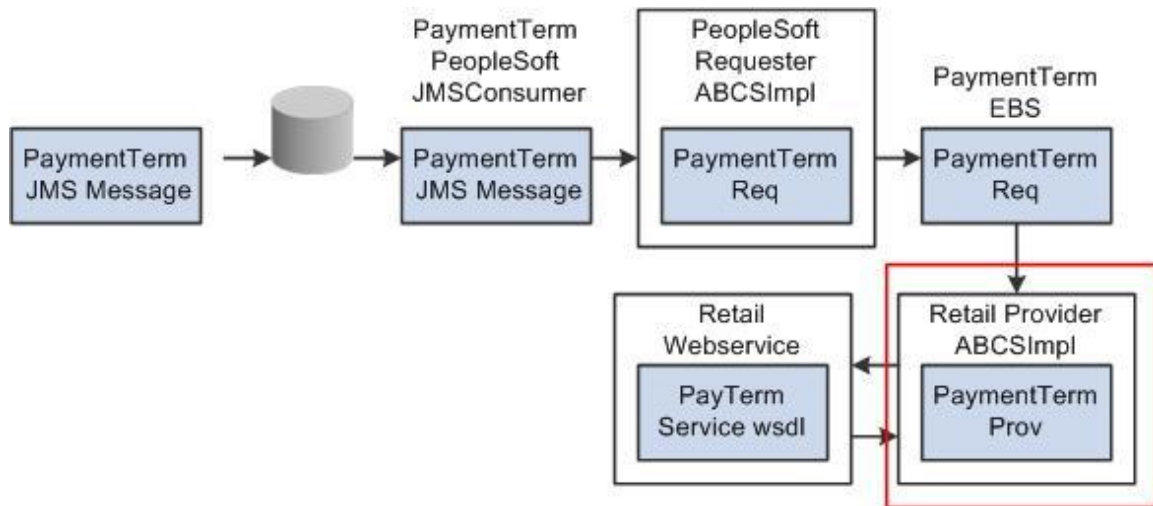 PaymentTerm
JMS Message
PaymentTerm
PeopleSoft
JMSConsumer
PaymentTerm
JMS Message
PeopleSoft
Requester
ABCSImpl
PaymentTerm
Req
PaymentTerm
EBS
PaymentTerm
Req
Retail
Webservice
PayTerm
Service wsdl
Retail Provider
ABCSImpl
PaymentTerm
Prov